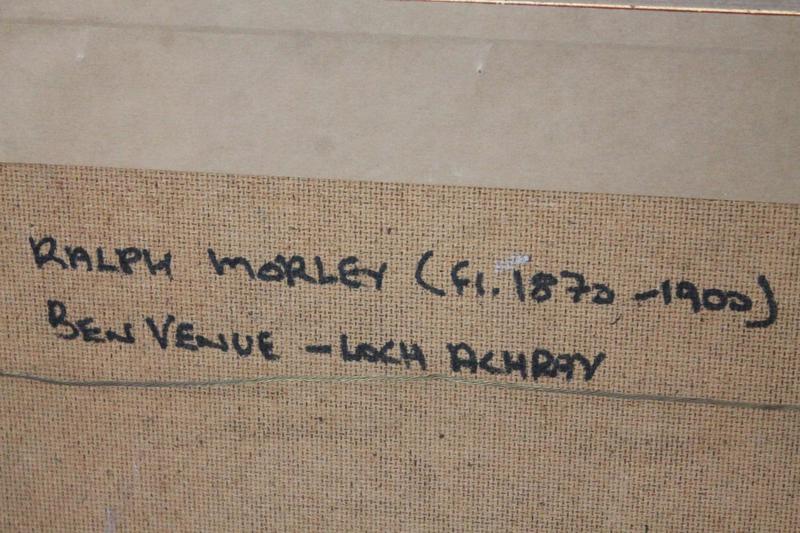 RALPH MORLEY (Fl. 1870 - 1900)
BEN VENUE - LOCH ACHRAY